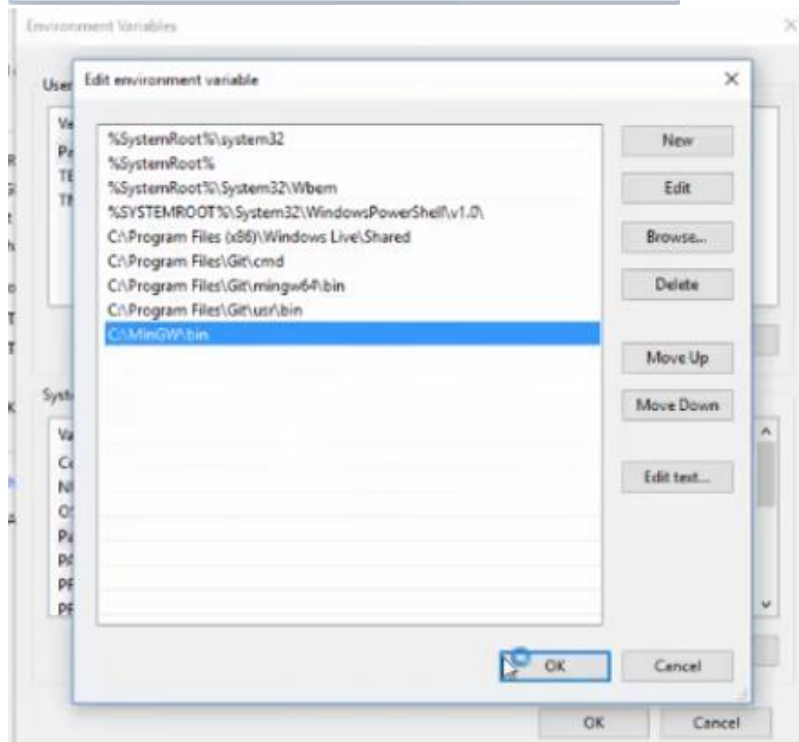 Environment Variables
User
Edit environment variable
%SystemRoot%\system32
%SystemRoot%
%SystemRoot%\System32\Wbem
%SYSTEMROOT%\System32\WindowsPowerShell\v1.0\
C:\Program Files (x86)\Windows Live\Shared
C:\Program Files\Git\cmd
C:\Program Files\Git\mingw64\bin
C:\Program Files\Git\usr\bin
C:\MinGW\bin
New
Edit
Browse...
Delete
Move Up
Move Down
Edit text...
OK
Cancel
Syst
OK
Cancel